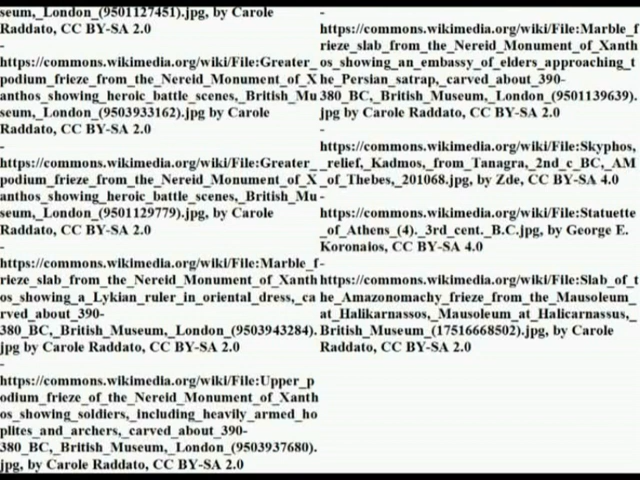 seum,_London_(9501127451).jpg, by Carole
Raddato, CC BY-SA 2.0
-
https://commons.wikimedia.org/wiki/File:Greater_
podium_frieze_from_the_Nereid_Monument_of_X
anthos_showing_heroic_battle_scenes,_British_Mu
seum,_London_(9503933162).jpg by Carole
Raddato, CC BY-SA 2.0
-
https://commons.wikimedia.org/wiki/File:Greater_
podium_frieze_from_the_Nereid_Monument_of_X
anthos_showing_heroic_battle_scenes,_British_Mu
seum,_London_(9501129779).jpg, by Carole
Raddato, CC BY-SA 2.0
-
https://commons.wikimedia.org/wiki/File:Marble_f
rieze_slab_from_the_Nereid_Monument_of_Xanth
os_showing_a_Lykian_ruler_in_oriental_dress,_ca
rved_about_390-
380_BC,_British_Museum,_London_(9503943284).
jpg by Carole Raddato, CC BY-SA 2.0
-
https://commons.wikimedia.org/wiki/File:Upper_p
odium_frieze_of_the_Nereid_Monument_of_Xanth
os_showing_soldiers,_including_heavily_armed_ho
plites_and_archers,_carved_about_390-
380_BC,_British_Museum,_London_(9503937680).
jpg, by Carole Raddato, CC BY-SA 2.0
-
https://commons.wikimedia.org/wiki/File:Marble_f
rieze_slab_from_the_Nereid_Monument_of_Xanth
os_showing_an_embassy_of_elders_approaching_t
he_Persian_satrap,_carved_about_390-
380_BC,_British_Museum,_London_(9501139639).
jpg by Carole Raddato, CC BY-SA 2.0
-
https://commons.wikimedia.org/wiki/File:Skyphos,
_relief,_Kadmos,_from_Tanagra,_2nd_c_BC,_AM
_of_Thebes,_201068.jpg, by Zde, CC BY-SA 4.0
-
https://commons.wikimedia.org/wiki/File:Statuette
_of_Athens_(4)._3rd_cent._B.C.jpg, by George E.
Koronaios, CC BY-SA 4.0
-
https://commons.wikimedia.org/wiki/File:Slab_of_t
he_Amazonomachy_frieze_from_the_Mausoleum_
at_Halikarnassos,_Mausoleum_at_Halicarnassus,_
British_Museum_(17516668502).jpg, by Carole
Raddato, CC BY-SA 2.0